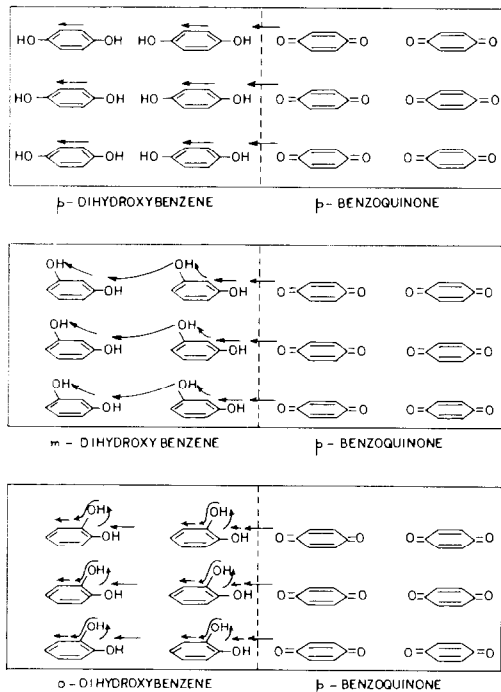 HO OH HO OH O= =O O= =O
HO OH HO OH O= =O O= =O
HO OH HO OH O= =O O= =O
p- DIHYDROXYBENZENE p- BENZOQUINONE
OH OH
OH OH O= =O O= =O
OH OH
OH OH O= =O O= =O
OH OH
OH OH O= =O O= =O
m - DIHYDROXYBENZENE p- BENZOQUINONE
OH OH
OH OH O= =O O= =O
OH OH
OH OH O= =O O= =O
OH OH
OH OH O= =O O= =O
o-DIHYDROXYBENZENE p- BENZOQUINONE